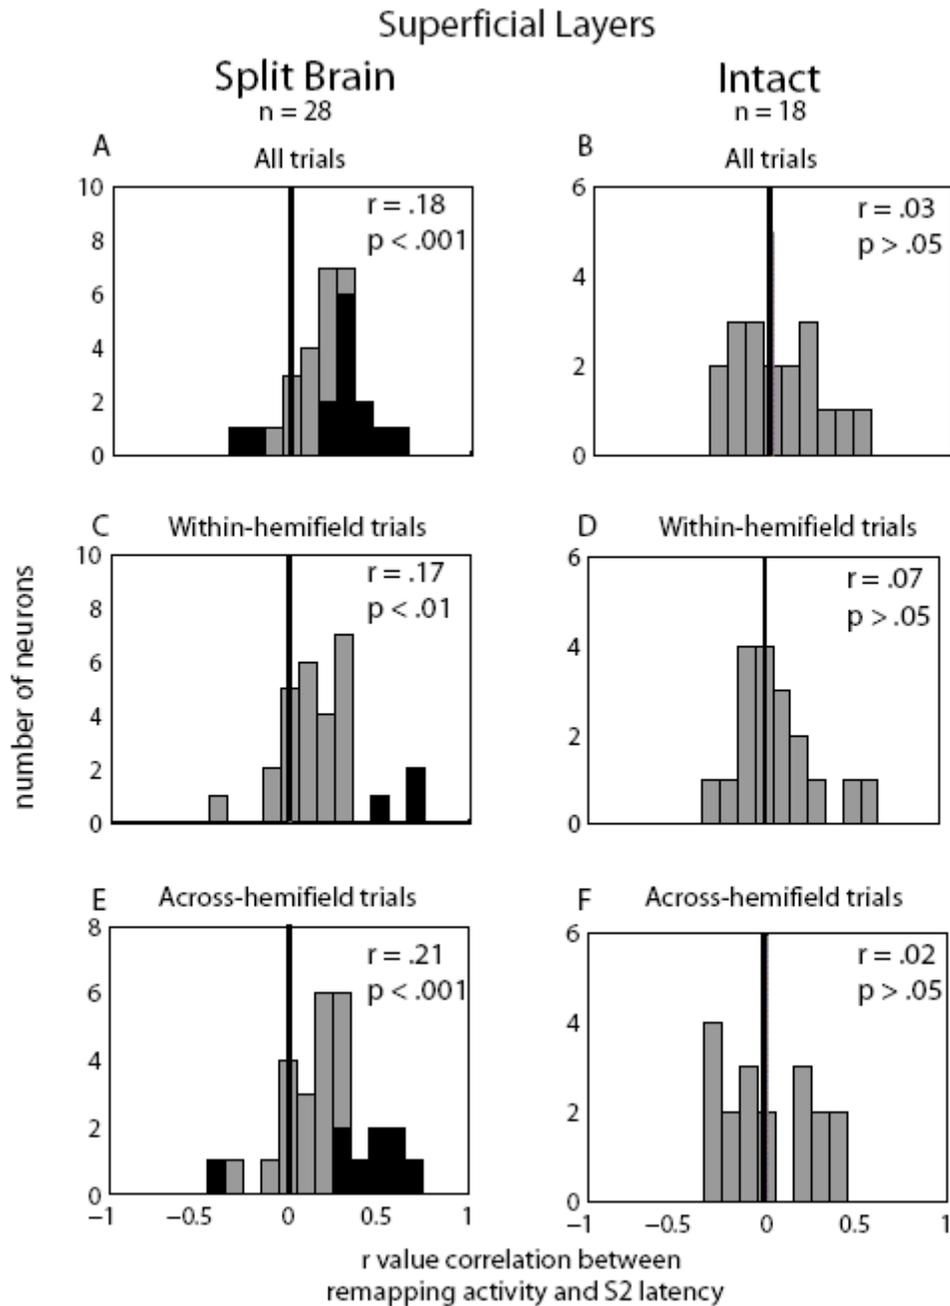 Superficial Layers
Split Brain
n = 28
Intact
n = 18
A
All trials
10
8
6
4
2
0
r = .18
p < .001
B
All trials
6
4
2
0
r = .03
p > .05
C
Within-hemifield trials
10
8
6
4
2
0
r = .17
p < .01
D
Within-hemifield trials
6
4
2
0
r = .07
p > .05
number of neurons
E
Across-hemifield trials
8
6
4
2
0
r = .21
p < .001
−1 −0.5 0 0.5 1
F
Across-hemifield trials
6
4
2
0
r = .02
p > .05
−1 −0.5 0 0.5 1
r value correlation between
remapping activity and S2 latency